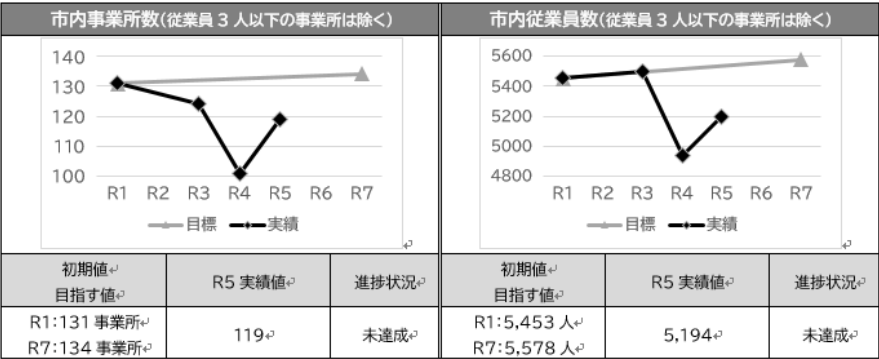 市内事業所数（従業員３人以下の事業所は除く）
140
130
120
110
100
R1 R2 R3 R4 R5 R6 R7
目標 実績
初期値
目指す値
R5 実績値
進捗状況
R1：131 事業所
R7：134 事業所
119
未達成
市内従業員数（従業員３人以下の事業所は除く）
5600
5400
5200
5000
4800
R1 R2 R3 R4 R5 R6 R7
目標 実績
初期値
目指す値
R5 実績値
進捗状況
R1：5,453 人
R7：5,578 人
5,194
未達成